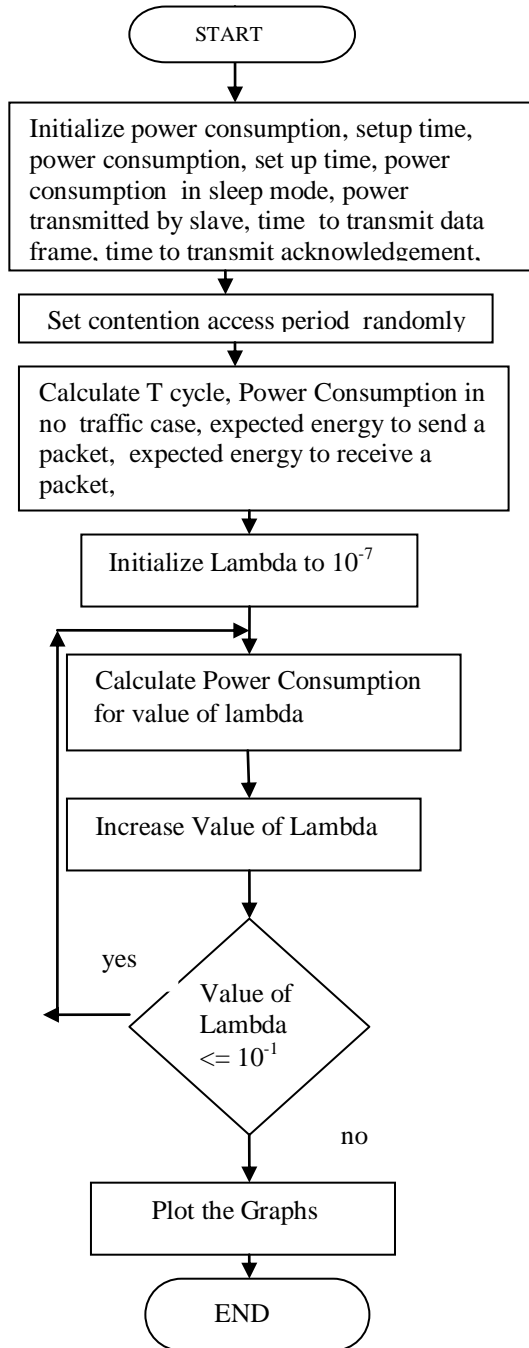 START
Initialize power consumption, setup time,
power consumption, set up time, power
consumption in sleep mode, power
transmitted by slave, time to transmit data
frame, time to transmit acknowledgement,
Set contention access period randomly
Calculate T cycle, Power Consumption in
no traffic case, expected energy to send a
packet, expected energy to receive a
packet,
Initialize Lambda to 10⁻⁷
Calculate Power Consumption
for value of lambda
Increase Value of Lambda
yes
Value of
Lambda
<= 10⁻¹
no
Plot the Graphs
END